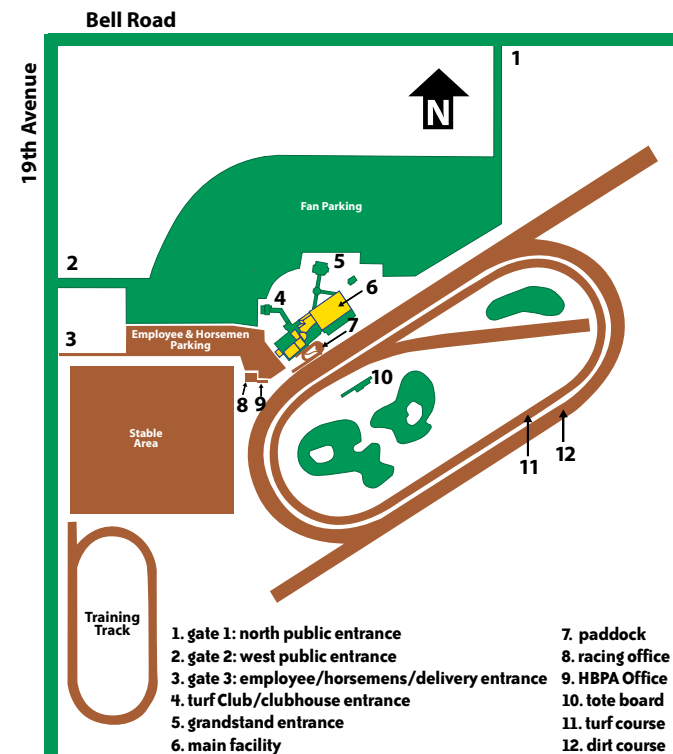 Bell Road
19th Avenue
1
N
Fan Parking
2
5
4
6
7
3
Employee & Horsemen
Parking
10
8
9
Stable
Area
11
12
Training
Track
1. gate 1: north public entrance
2. gate 2: west public entrance
3. gate 3: employee/horsemens/delivery entrance
4. turf Club/clubhouse entrance
5. grandstand entrance
6. main facility
7. paddock
8. racing office
9. HBPA Office
10. tote board
11. turf course
12. dirt course